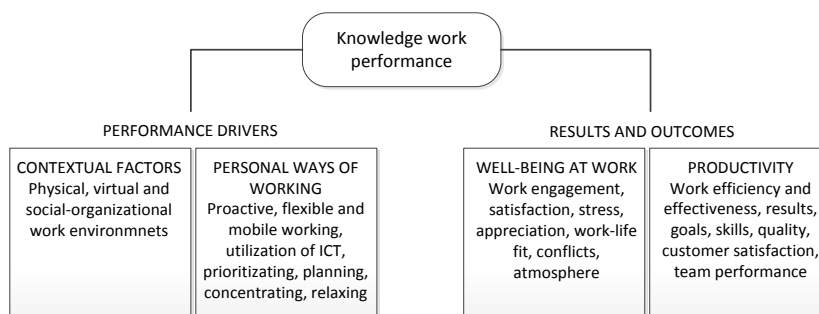 Knowledge work
performance
PERFORMANCE DRIVERS
RESULTS AND OUTCOMES
CONTEXTUAL FACTORS
Physical, virtual and
social-organizational
work environmnets
PERSONAL WAYS OF
WORKING
Proactive, flexible and
mobile working,
utilization of ICT,
prioritizating, planning,
concentrating, relaxing
WELL-BEING AT WORK
Work engagement,
satisfaction, stress,
appreciation, work-life
fit, conflicts,
atmosphere
PRODUCTIVITY
Work efficiency and
effectiveness, results,
goals, skills, quality,
customer satisfaction,
team performance